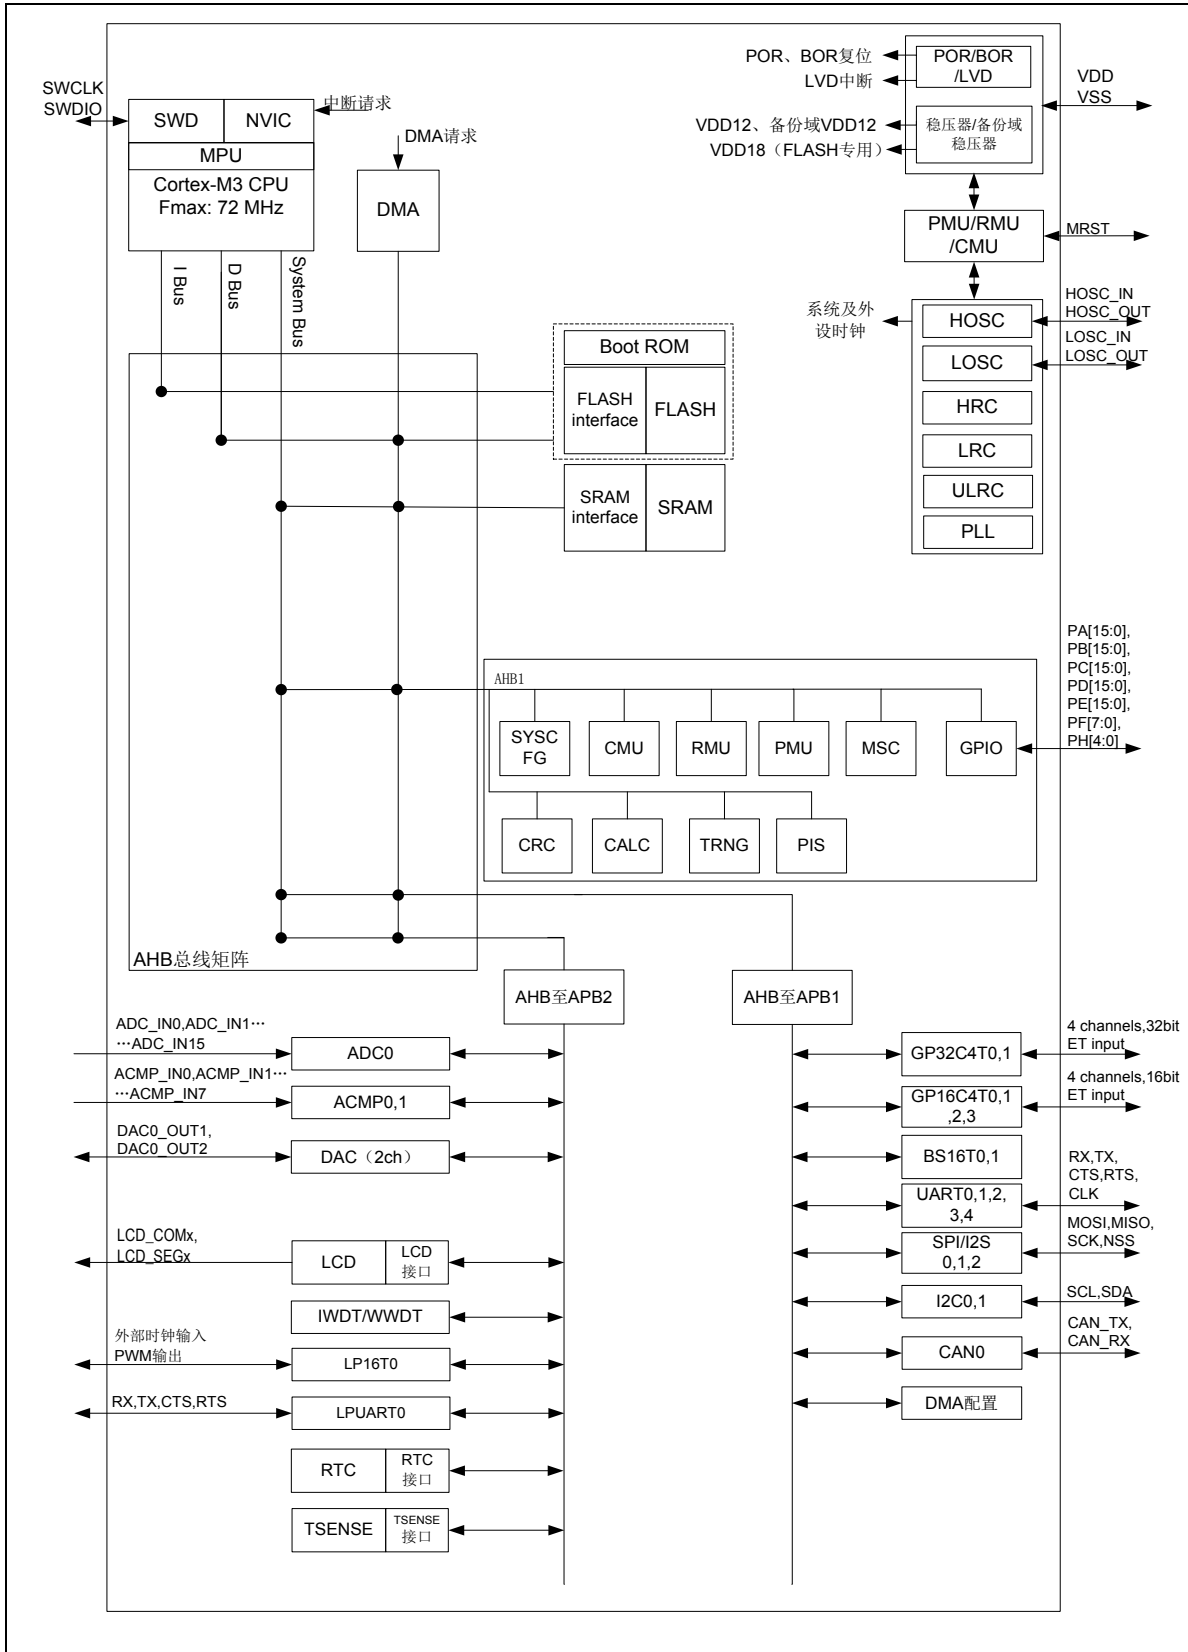 POR、BOR复位
POR/BOR
/LVD
LVD中断
VDD
VSS
VDD12、备份域VDD12
VDD18（FLASH专用）
稳压器/备份域
稳压器
SWCLK
SWDIO
SWD
NVIC
中断请求
MPU
Cortex-M3 CPU
Fmax: 72 MHz
DMA请求
DMA
PMU/RMU
/CMU
MRST
I Bus
D Bus
System Bus
系统及外
设时钟
HOSC
HOSC_IN
HOSC_OUT
LOSC
LOSC_IN
LOSC_OUT
HRC
LRC
ULRC
PLL
Boot ROM
FLASH
interface
FLASH
SRAM
interface
SRAM
AHB1
SYSC
FG
CMU
RMU
PMU
MSC
GPIO
PA[15:0],
PB[15:0],
PC[15:0],
PD[15:0],
PE[15:0],
PF[7:0],
PH[4:0]
CRC
CALC
TRNG
PIS
AHB总线矩阵
AHB至APB2
AHB至APB1
ADC_IN0,ADC_IN1…
…ADC_IN15
ADC0
ACMP_IN0,ACMP_IN1…
…ACMP_IN7
ACMP0,1
DAC0_OUT1,
DAC0_OUT2
DAC（2ch）
LCD_COMx,
LCD_SEGx
LCD
LCD
接口
IWDT/WWDT
外部时钟输入
PWM输出
LP16T0
RX,TX,CTS,RTS
LPUART0
RTC
RTC
接口
TSENSE
TSENSE
接口
GP32C4T0,1
4 channels,32bit
ET input
GP16C4T0,1
,2,3
4 channels,16bit
ET input
BS16T0,1
UART0,1,2,
3,4
RX,TX,
CTS,RTS,
CLK
SPI/I2S
0,1,2
MOSI,MISO,
SCK,NSS
I2C0,1
SCL,SDA
CAN0
CAN_TX,
CAN_RX
DMA配置